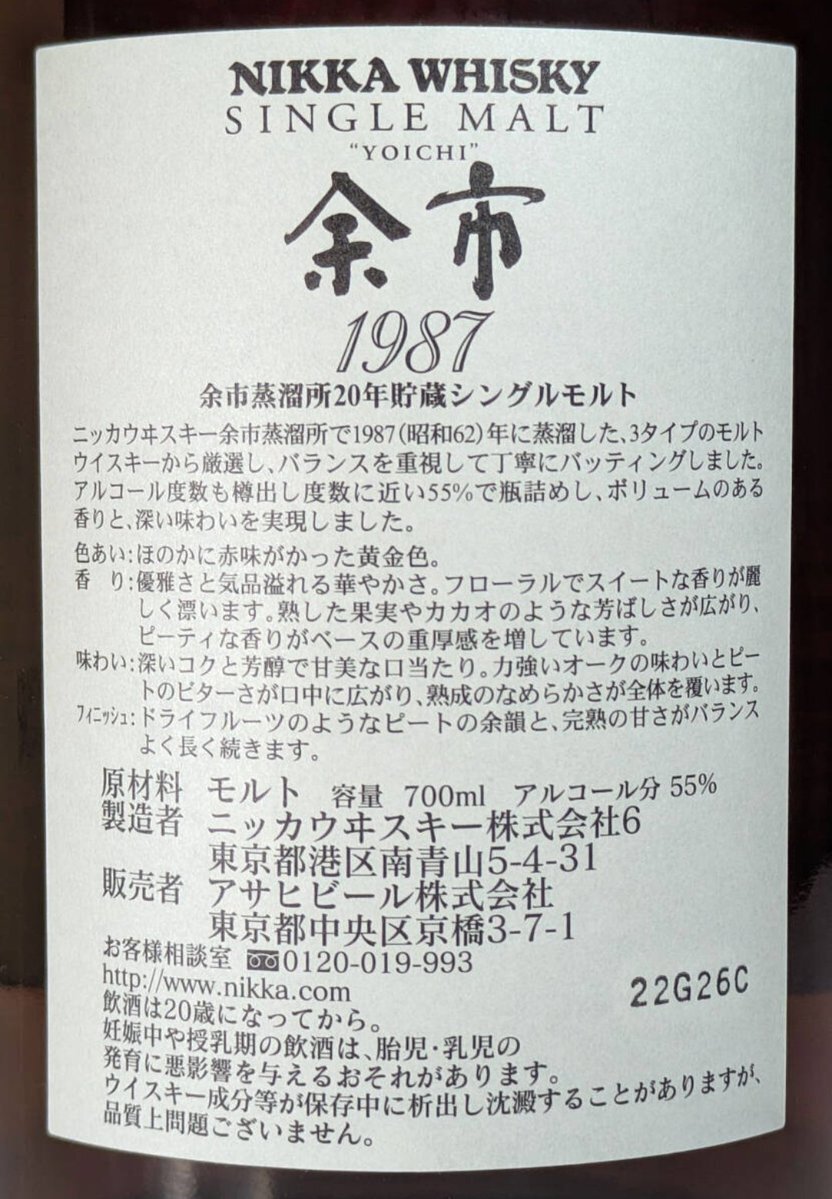 NIKKA WHISKY
SINGLE MALT
"YOICHI"
余市
1987
余市蒸溜所20年貯蔵シングルモルト
ニッカウヰスキー余市蒸溜所で1987(昭和62)年に蒸溜した、3タイプのモルト
ウイスキーから厳選し、バランスを重視して丁寧にバッティングしました。
アルコール度数も樽出し度数に近い55%で瓶詰めし、ボリュームのある
香りと、深い味わいを実現しました。
色あい:ほのかに赤味がかった黄金色。
香 り:優雅さと気品溢れる華やかさ。フローラルでスイートな香りが麗
しく漂います。熟した果実やカカオのような芳ばしさが広がり、
ピーティな香りがベースの重厚感を増しています。
味わい:深いコクと芳醇で甘美な口当たり。力強いオークの味わいとピー
トのビターさが口中に広がり、熟成のなめらかさが全体を覆います。
フィニッシュ:ドライフルーツのようなピートの余韻と、完熟の甘さがバランス
よく長く続きます。
原材料 モルト 容量 700ml アルコール分 55%
製造者 ニッカウヰスキー株式会社6
東京都港区南青山5-4-31
販売者 アサヒビール株式会社
東京都中央区京橋3-7-1
お客様相談室 0120-019-993
http://www.nikka.com
22G26C
飲酒は20歳になってから。
妊娠中や授乳期の飲酒は、胎児・乳児の
発育に悪影響を与えるおそれがあります。
ウイスキー成分等が保存中に析出し沈澱することがありますが、
品質上問題ございません。